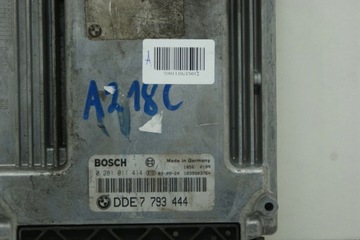 A
A218C
BOSCH
Made in Germany
0 281 011 414
DDE7 793 444